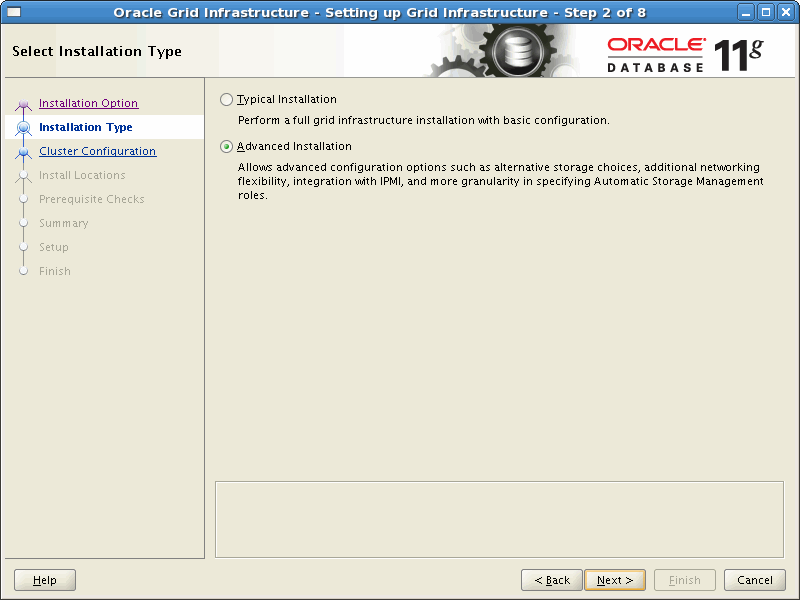 Oracle Grid Infrastructure - Setting up Grid Infrastructure - Step 2 of 8
Select Installation Type
ORACLE
DATABASE
11g
Installation Option
Installation Type
Cluster Configuration
Install Locations
Prerequisite Checks
Summary
Setup
Finish
Typical Installation
Perform a full grid infrastructure installation with basic configuration.
Advanced Installation
Allows advanced configuration options such as alternative storage choices, additional networking
flexibility, integration with IPMI, and more granularity in specifying Automatic Storage Management
roles.
Help
< Back
Next >
Finish
Cancel